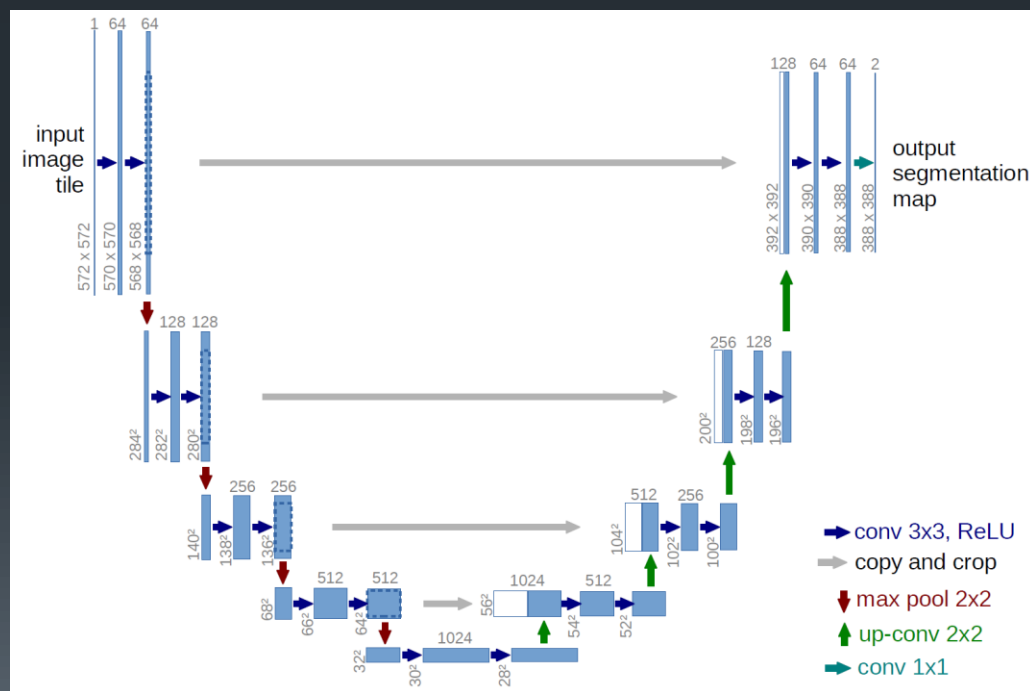 1 64 64
128 64 64 2
input
image
tile
output
segmentation
map
572 x 572
570 x 570
568 x 568
392 x 392
390 x 390
388 x 388
388 x 388
128 128
256 128
284²
282²
280²
200²
198²
196²
256 256
512 256
140²
138²
136²
104²
102²
100²
512 512
1024 512
68²
66²
64²
56²
54²
52²
1024
32²
30²
28²
conv 3x3, ReLU
copy and crop
max pool 2x2
up-conv 2x2
conv 1x1